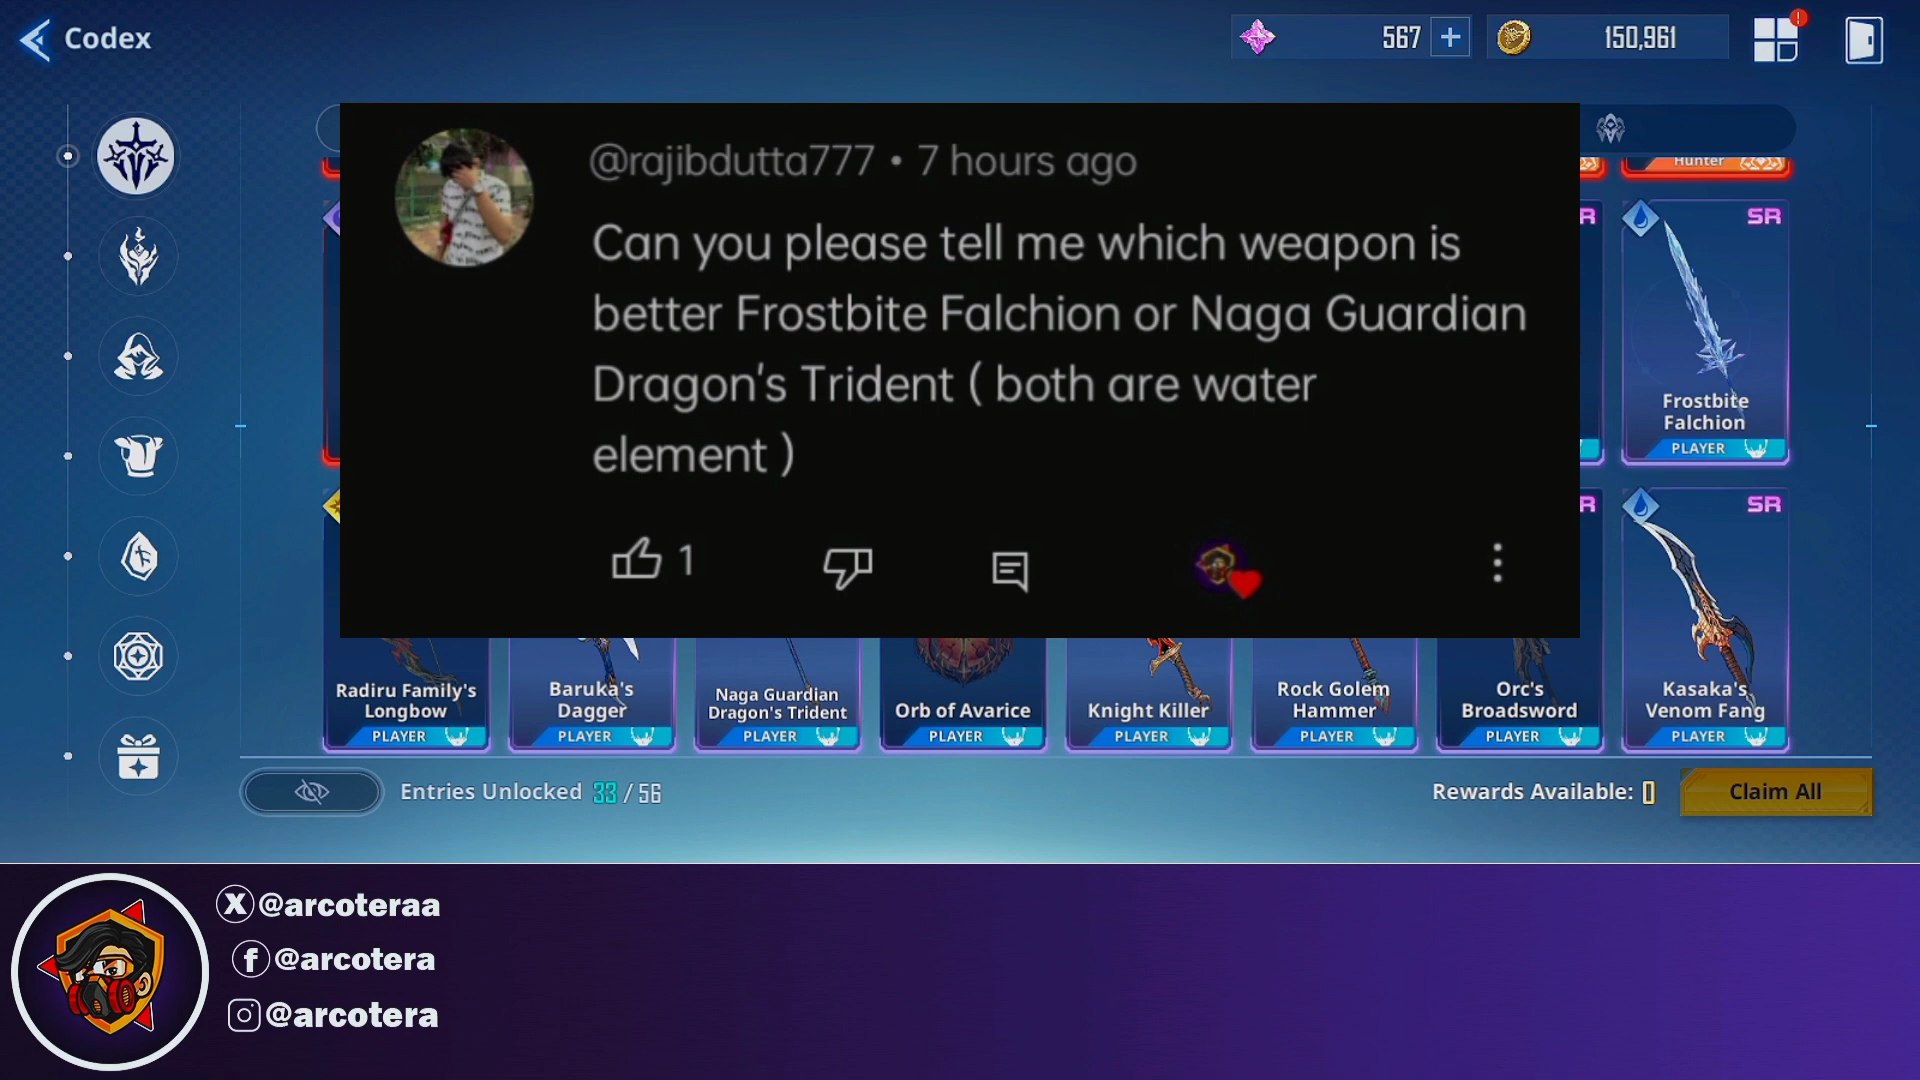 Codex
567
150,961
@rajibdutta777 • 7 hours ago
Can you please tell me which weapon is
better Frostbite Falchion or Naga Guardian
Dragon's Trident ( both are water
element )
1
Hunter
R
SR
Frostbite
Falchion
PLAYER
R
SR
Radiru Family's
Longbow
PLAYER
Baruka's
Dagger
PLAYER
Naga Guardian
Dragon's Trident
PLAYER
Orb of Avarice
PLAYER
Knight Killer
PLAYER
Rock Golem
Hammer
PLAYER
Orc's
Broadsword
PLAYER
Kasaka's
Venom Fang
PLAYER
Entries Unlocked 33 / 56
Rewards Available: 0
Claim All
X @arcoteraa
f @arcotera
@arcotera